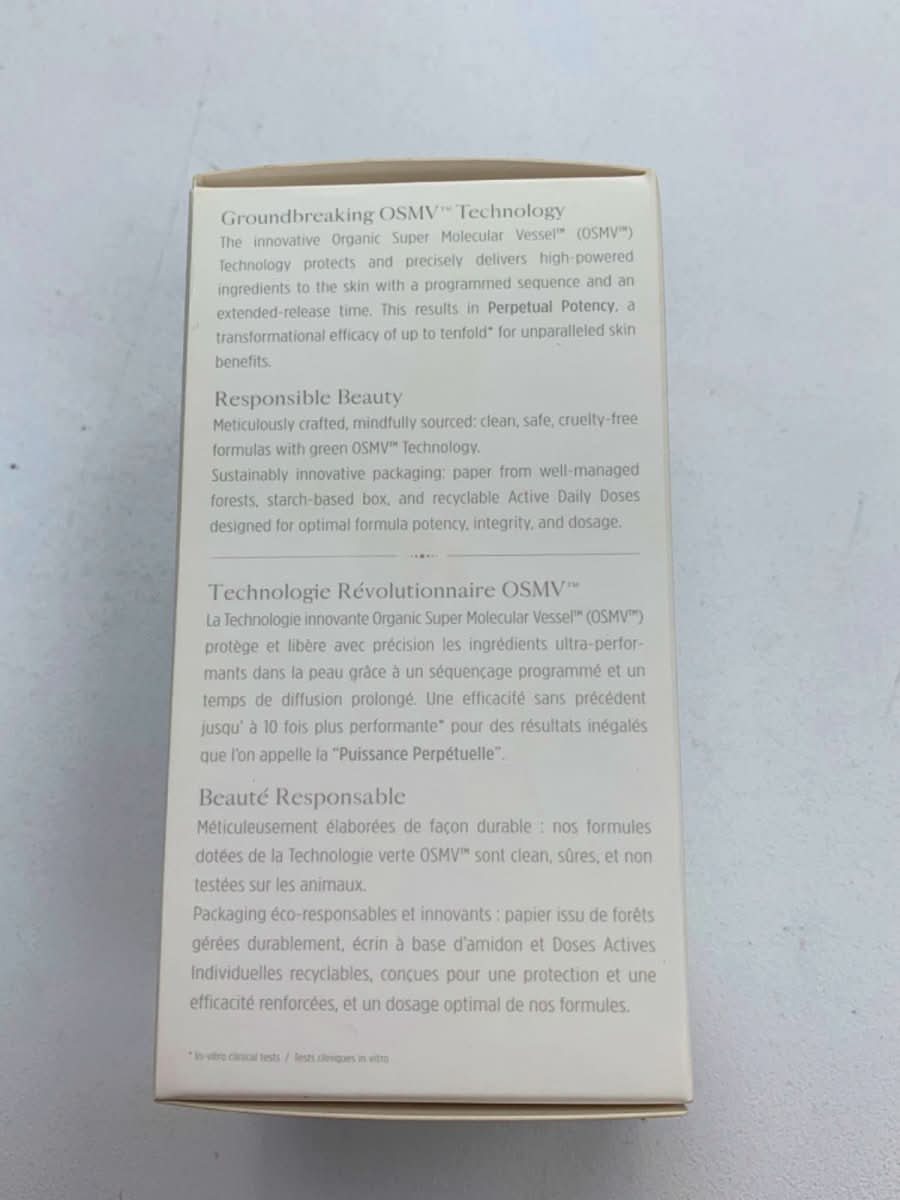 Groundbreaking OSMV™ Technology
The innovative Organic Super Molecular Vessel™ (OSMV™)
Technology protects and precisely delivers high-powered
ingredients to the skin with a programmed sequence and an
extended-release time. This results in Perpetual Potency, a
transformational efficacy of up to tenfold* for unparalleled skin
benefits.
Responsible Beauty
Meticulously crafted, mindfully sourced: clean, safe, cruelty-free
formulas with green OSMV™ Technology.
Sustainably innovative packaging: paper from well-managed
forests, starch-based box, and recyclable Active Daily Doses
designed for optimal formula potency, integrity, and dosage.
Technologie Révolutionnaire OSMV™
La Technologie innovante Organic Super Molecular Vessel™ (OSMV™)
protège et libère avec précision les ingrédients ultra-perfor-
mants dans la peau grâce à un séquençage programmé et un
temps de diffusion prolongé. Une efficacité sans précédent
jusqu' à 10 fois plus performante* pour des résultats inégalés
que l'on appelle la "Puissance Perpétuelle".
Beauté Responsable
Méticuleusement élaborées de façon durable : nos formules
dotées de la Technologie verte OSMV™ sont clean, sûres, et non
testées sur les animaux.
Packaging éco-responsables et innovants : papier issu de forêts
gérées durablement, écrin à base d'amidon et Doses Actives
Individuelles recyclables, conçues pour une protection et une
efficacité renforcées, et un dosage optimal de nos formules.
* In-vitro clinical tests / Tests cliniques in vitro